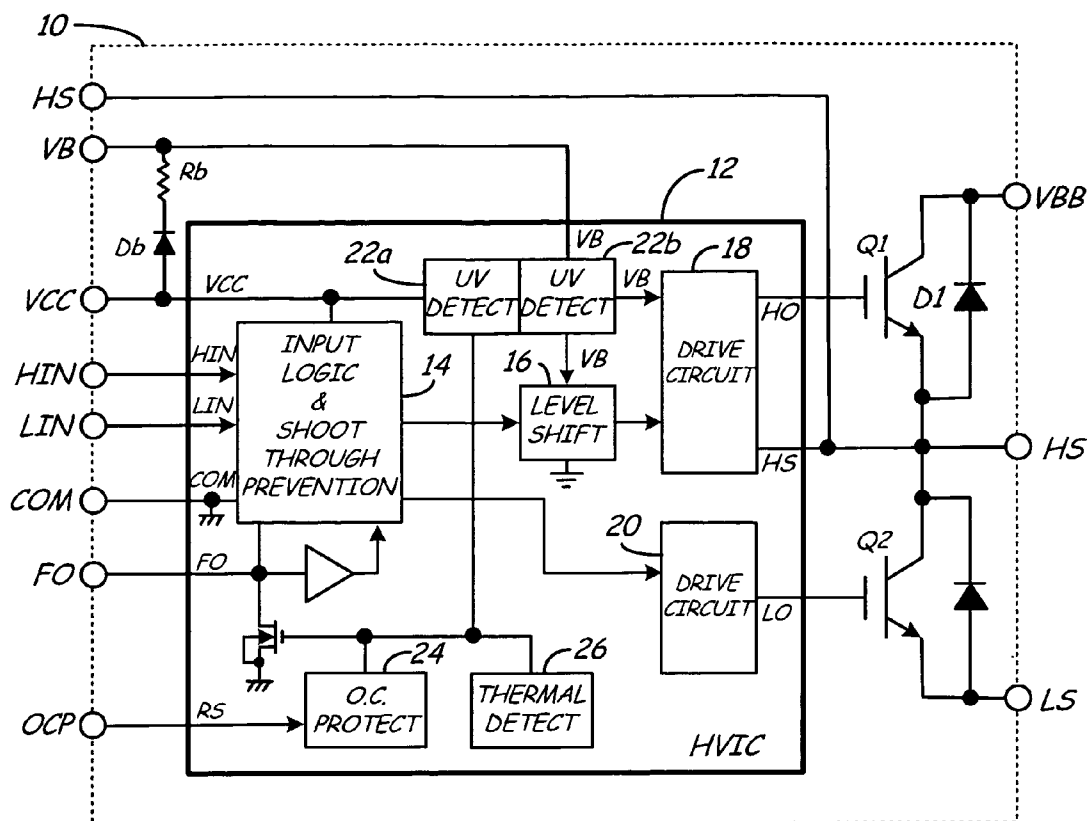 10
HS
VB
Rb
12
VBB
Db
VB
22b
18
Q1
22a
UV
DETECT
UV
DETECT
VB
VCC
VCC
HO
D1
INPUT
LOGIC
&
SHOOT
THROUGH
PREVENTION
14
VB
16
LEVEL
SHIFT
DRIVE
CIRCUIT
HIN
HIN
LIN
LIN
HS
HS
COM
COM
20
Q2
FO
FO
DRIVE
CIRCUIT
LO
24
26
O.C.
PROTECT
THERMAL
DETECT
OCP
RS
LS
HVIC